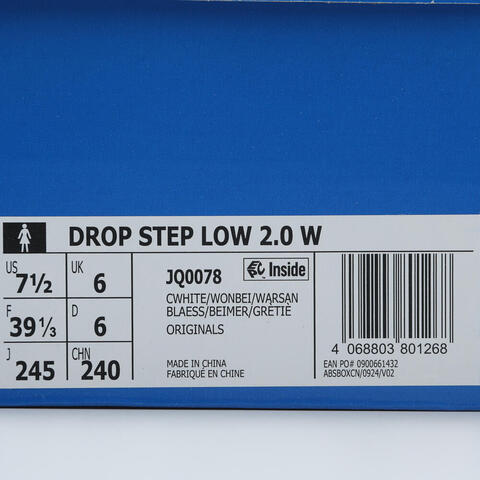 DROP STEP LOW 2.0 W
US 7½ UK 6
F 39⅓ D 6
J 245 CHN 240
JQ0078 Inside
CWHITE/WONBEI/WARSAN
BLAESS/BEIMER/GRÈTIÈ
ORIGINALS
MADE IN CHINA
FABRIQUÉ EN CHINE
4 068803 801268
EAN PO# 0900661432
ABSBOXCN/0924/V02